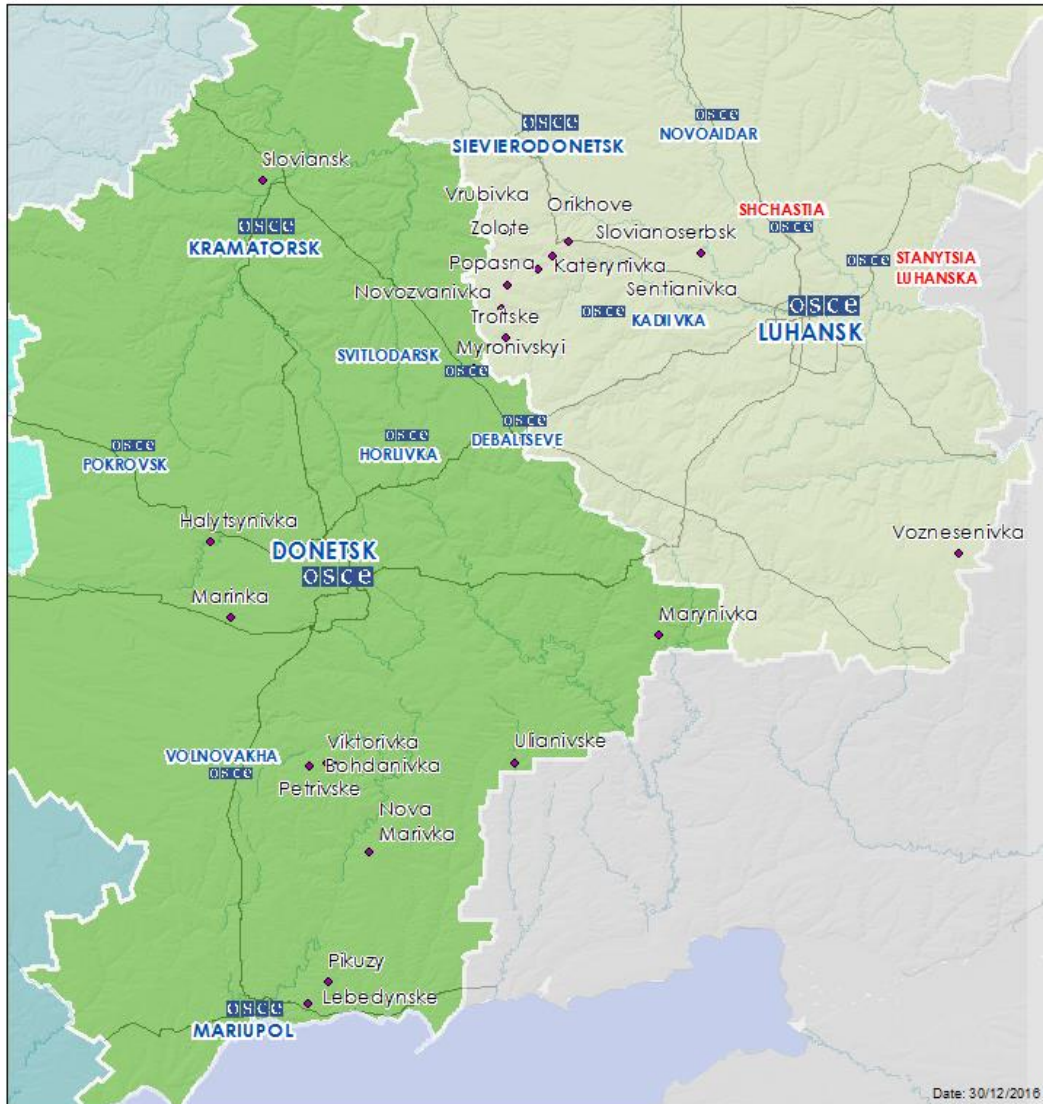 osce
SIEVIERODONETSK
osce
NOVOAIDAR
Sloviansk
Vrubivka
Orikhove
osce
KRAMATORSK
Zolote
Slovianoserbsk
SHCHASTIA
osce
osce
STANYTSIA
LUHANSKA
Popasna
Katerynivka
Novozvanivka
Sentianivka
Troitske
osce
KADIIVKA
osce
LUHANSK
Myronivskyi
SVITLODARSK
osce
osce
DEBALTSEVE
osce
HORLIVKA
osce
POKROVSK
Halytsynivka
DONETSK
osce
Voznesenivka
Marinka
Marynivka
VOLNOVAKHA
osce
Viktorivka
Bohdanivka
Petrivske
Ulianivske
Nova
Marivka
Pikuzy
Lebedynske
osce
MARIUPOL
Date: 30/12/2016